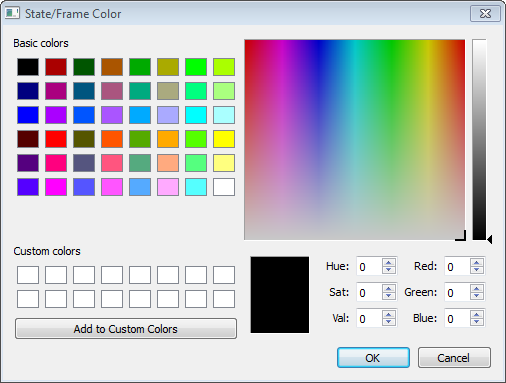 State/Frame Color
Basic colors
Custom colors
Add to Custom Colors
Hue: 0 Red: 0
Sat: 0 Green: 0
Val: 0 Blue: 0
OK Cancel